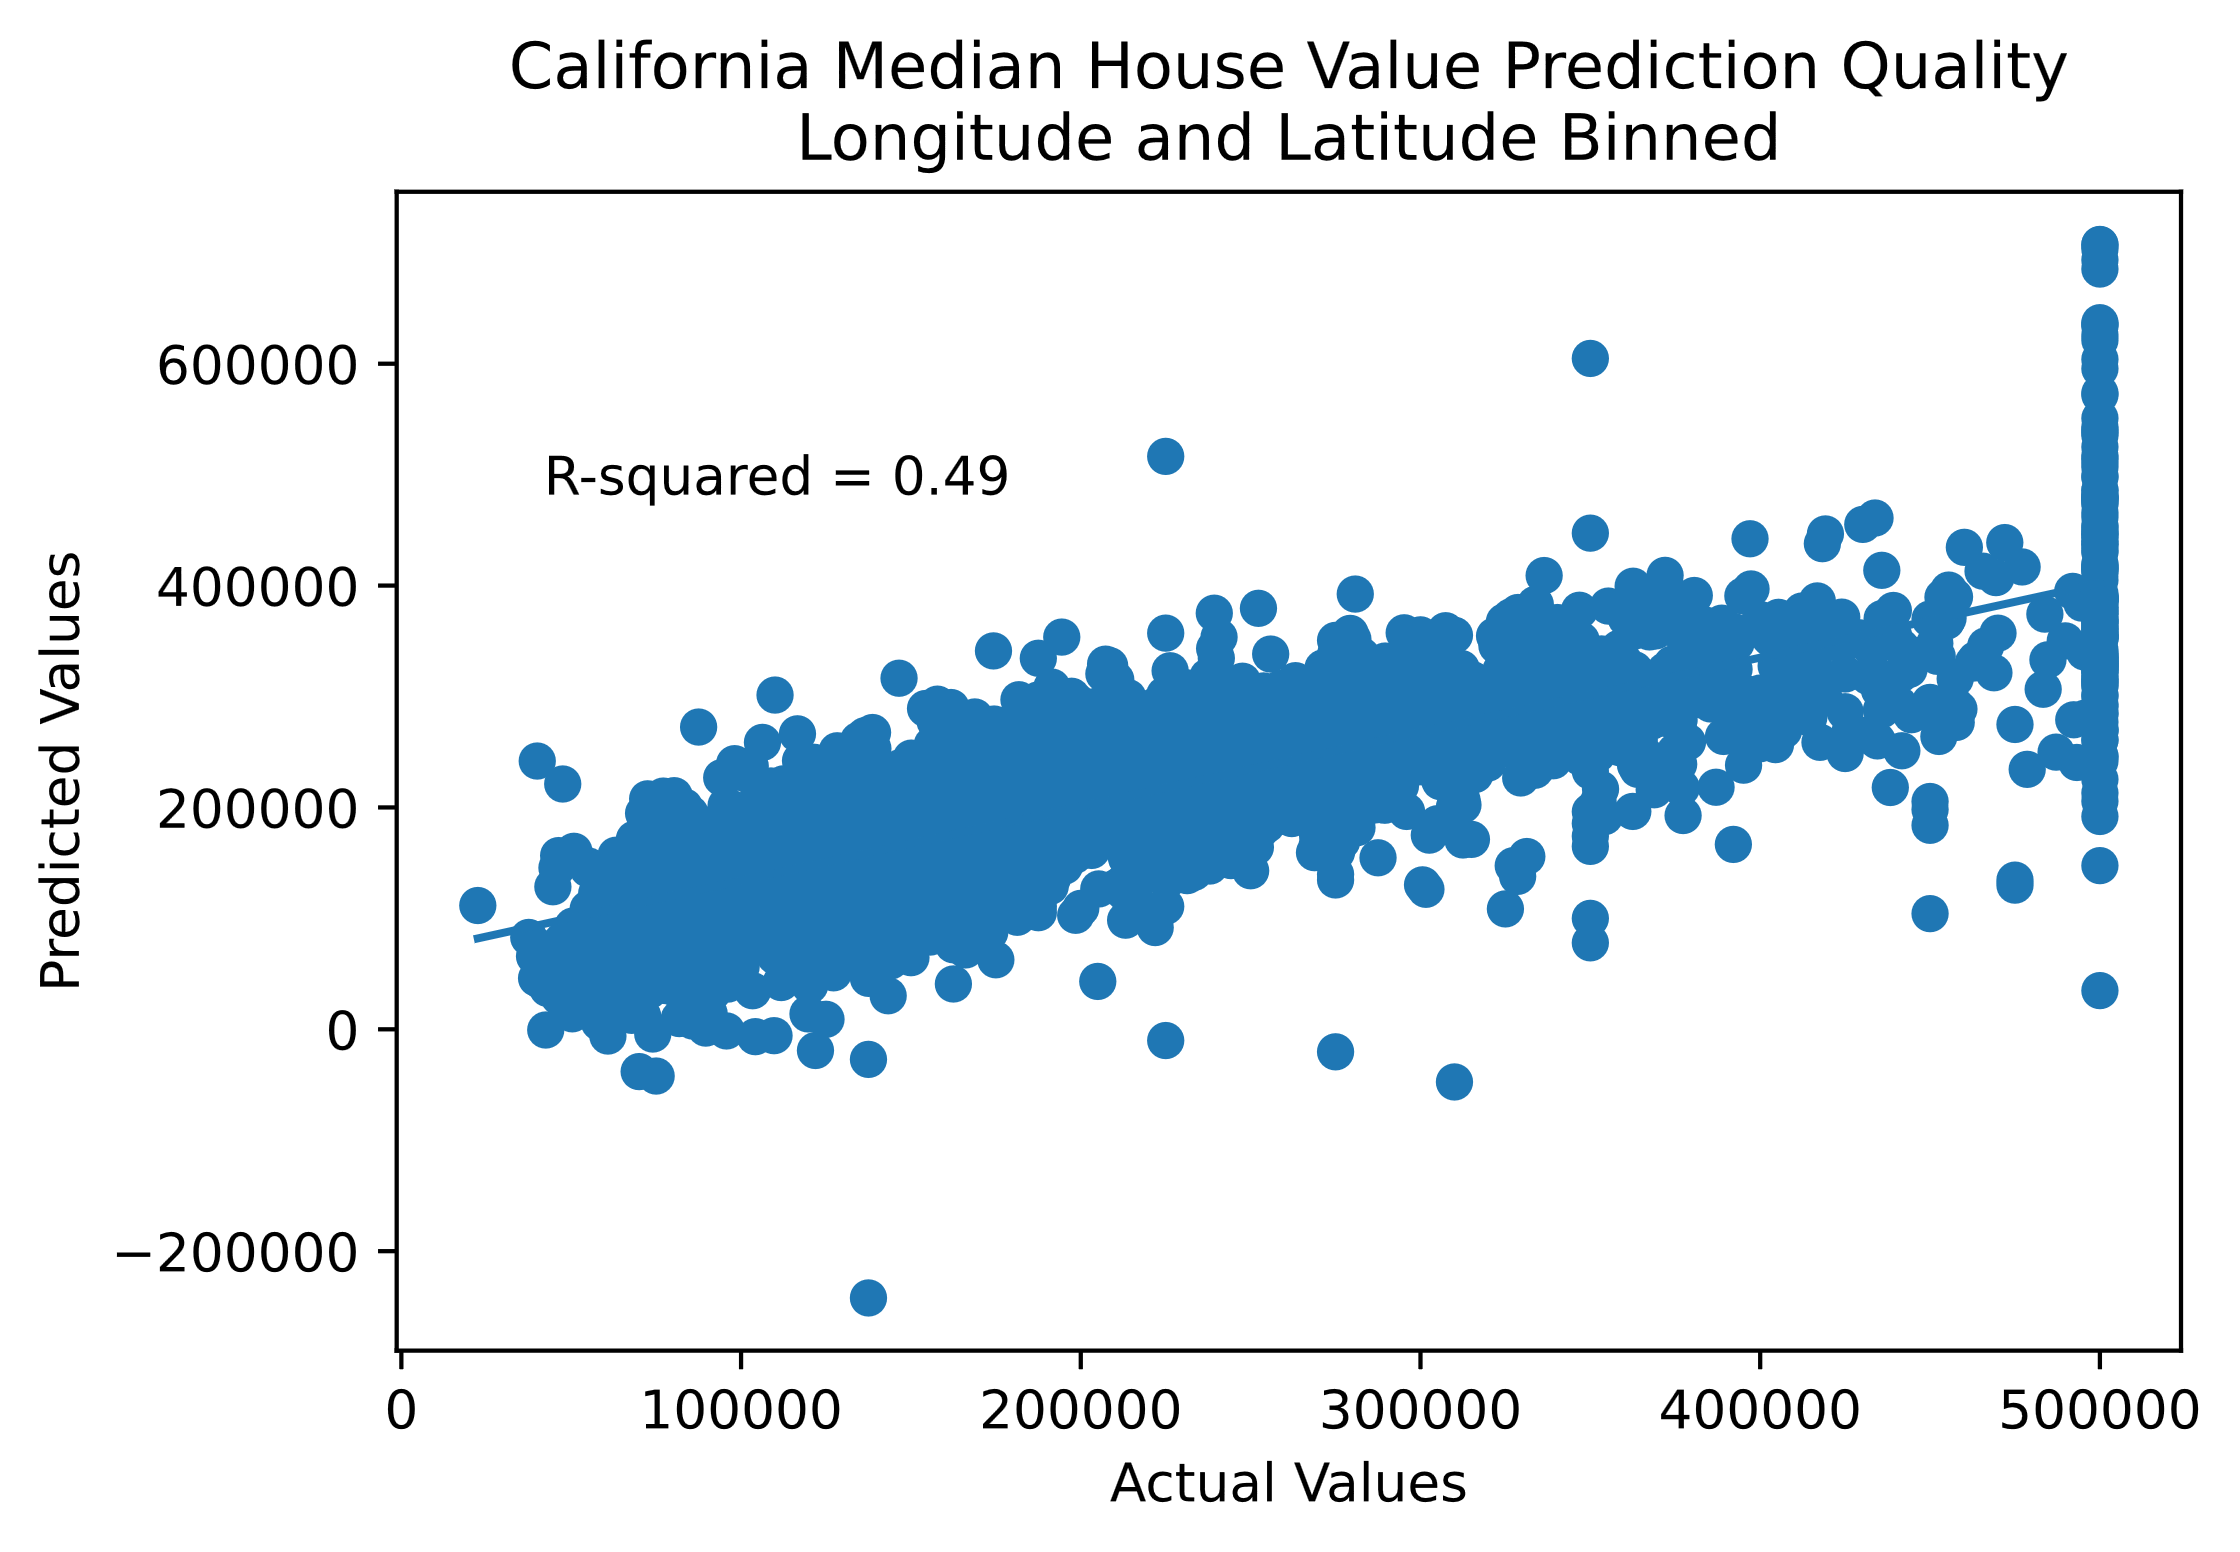 California Median House Value Prediction Quality
Longitude and Latitude Binned
R-squared = 0.49
Predicted Values
600000
400000
200000
0
−200000
0 100000 200000 300000 400000 500000
Actual Values